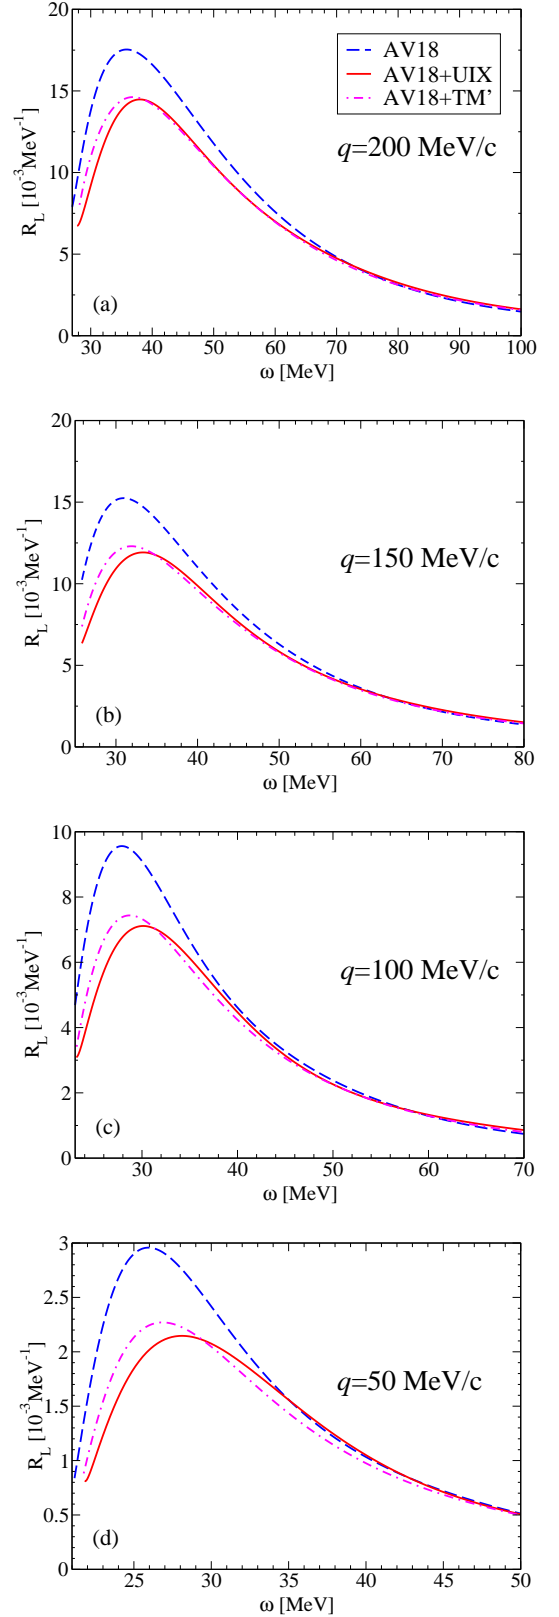 20
15
10
5
0
R_L [10^-3 MeV^-1]
AV18
AV18+UIX
AV18+TM'
q=200 MeV/c
(a)
30 40 50 60 70 80 90 100
ω [MeV]
20
15
10
5
0
R_L [10^-3 MeV^-1]
q=150 MeV/c
(b)
30 40 50 60 70 80
ω [MeV]
10
8
6
4
2
0
R_L [10^-3 MeV^-1]
q=100 MeV/c
(c)
30 40 50 60 70
ω [MeV]
3
2.5
2
1.5
1
0.5
0
R_L [10^-3 MeV^-1]
q=50 MeV/c
(d)
25 30 35 40 45 50
ω [MeV]